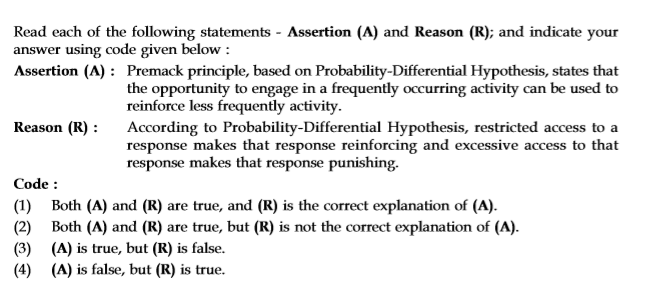 Read each of the following statements - Assertion (A) and Reason (R); and indicate your
answer using code given below :
Assertion (A) : Premack principle, based on Probability-Differential Hypothesis, states that
the opportunity to engage in a frequently occurring activity can be used to
reinforce less frequently activity.
Reason (R) : According to Probability-Differential Hypothesis, restricted access to a
response makes that response reinforcing and excessive access to that
response makes that response punishing.
Code :
(1) Both (A) and (R) are true, and (R) is the correct explanation of (A).
(2) Both (A) and (R) are true, but (R) is not the correct explanation of (A).
(3) (A) is true, but (R) is false.
(4) (A) is false, but (R) is true.